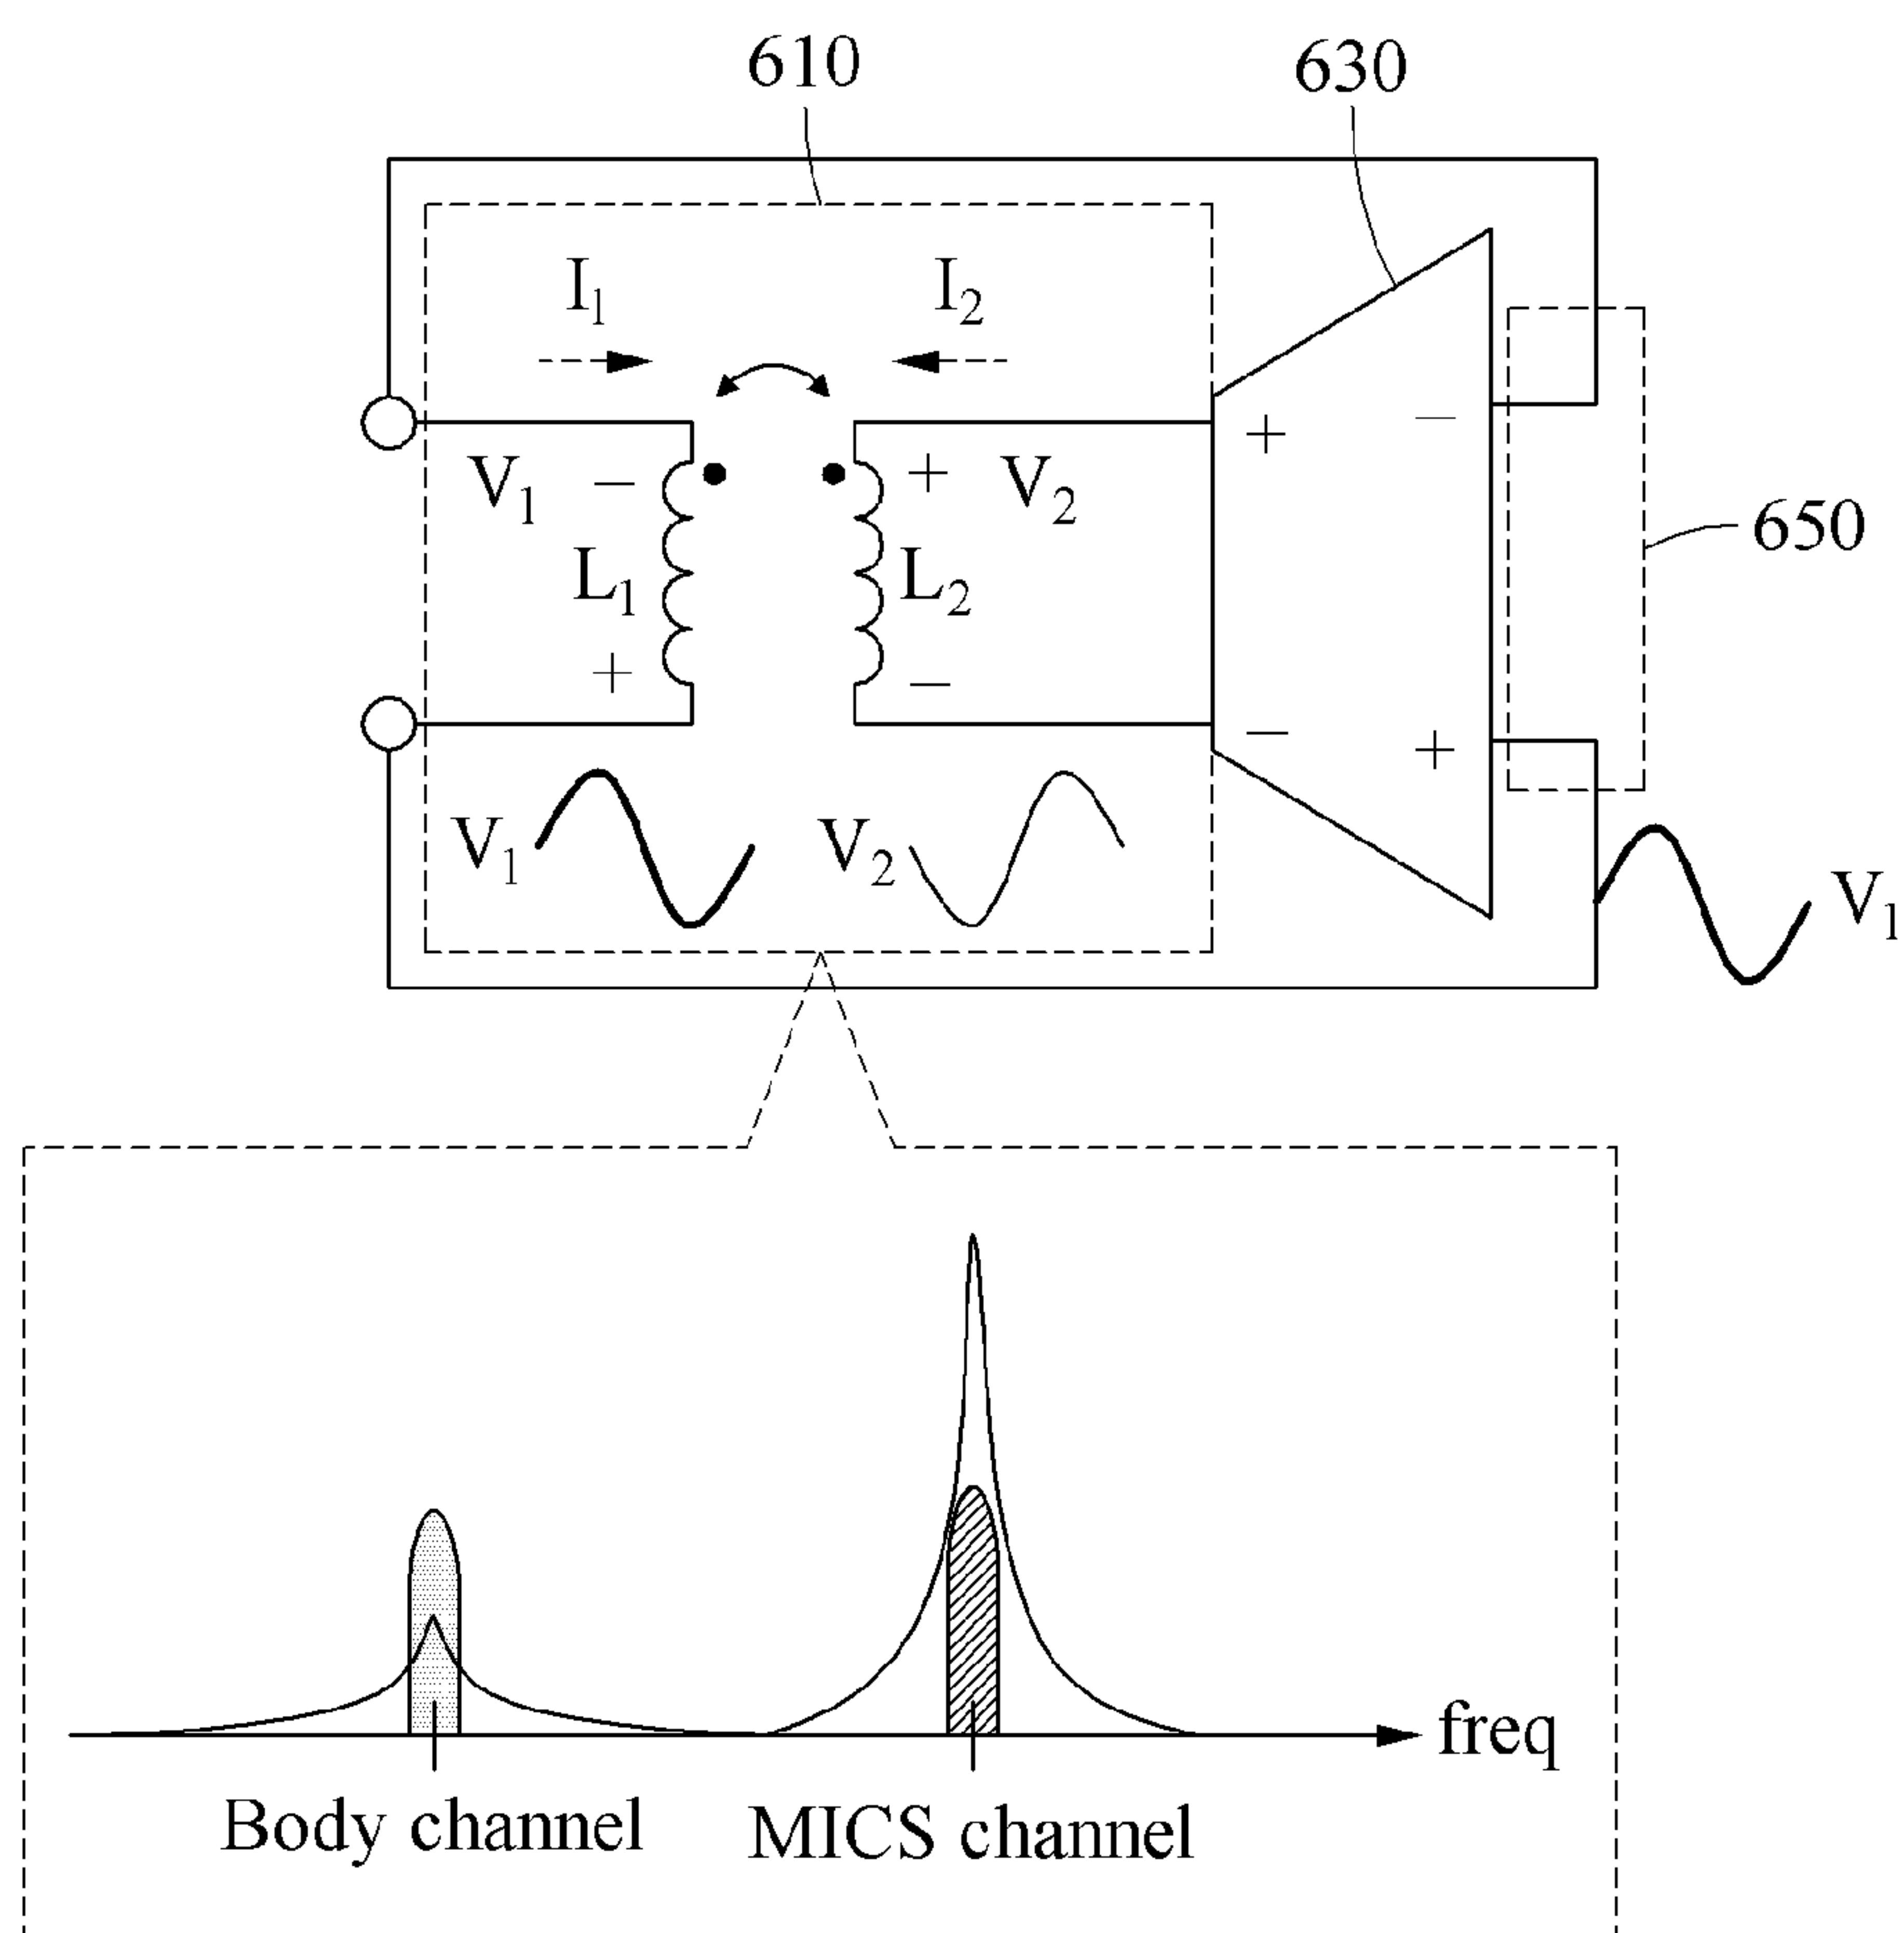 610
630
I₁
I₂
V₁ −
+ V₂
+
−
650
L₁
L₂
+
−
−
+
V₁
V₂
V₁
freq
Body channel
MICS channel